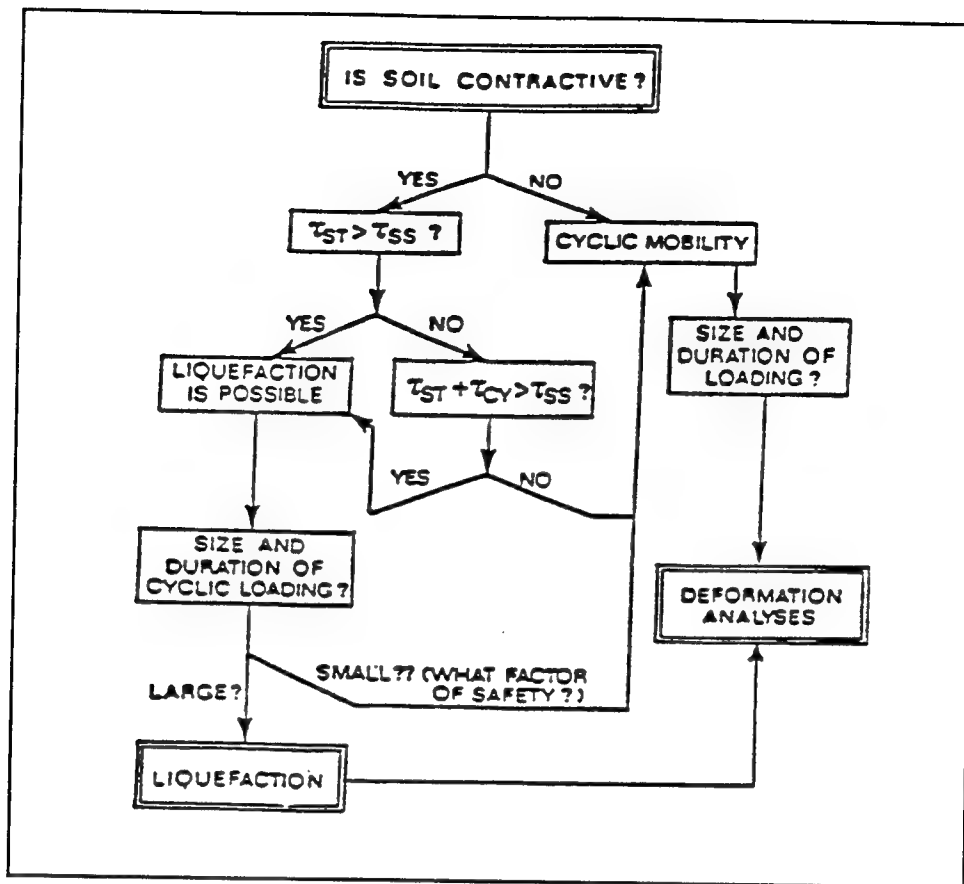 IS SOIL CONTRACTIVE?
YES
NO
τST > τSS ?
CYCLIC MOBILITY
YES
NO
SIZE AND
DURATION OF
LOADING?
LIQUEFACTION
IS POSSIBLE
τST + τCY > τSS ?
YES
NO
SIZE AND
DURATION OF
CYCLIC LOADING?
DEFORMATION
ANALYSES
SMALL?? (WHAT FACTOR
OF SAFETY?)
LARGE?
LIQUEFACTION